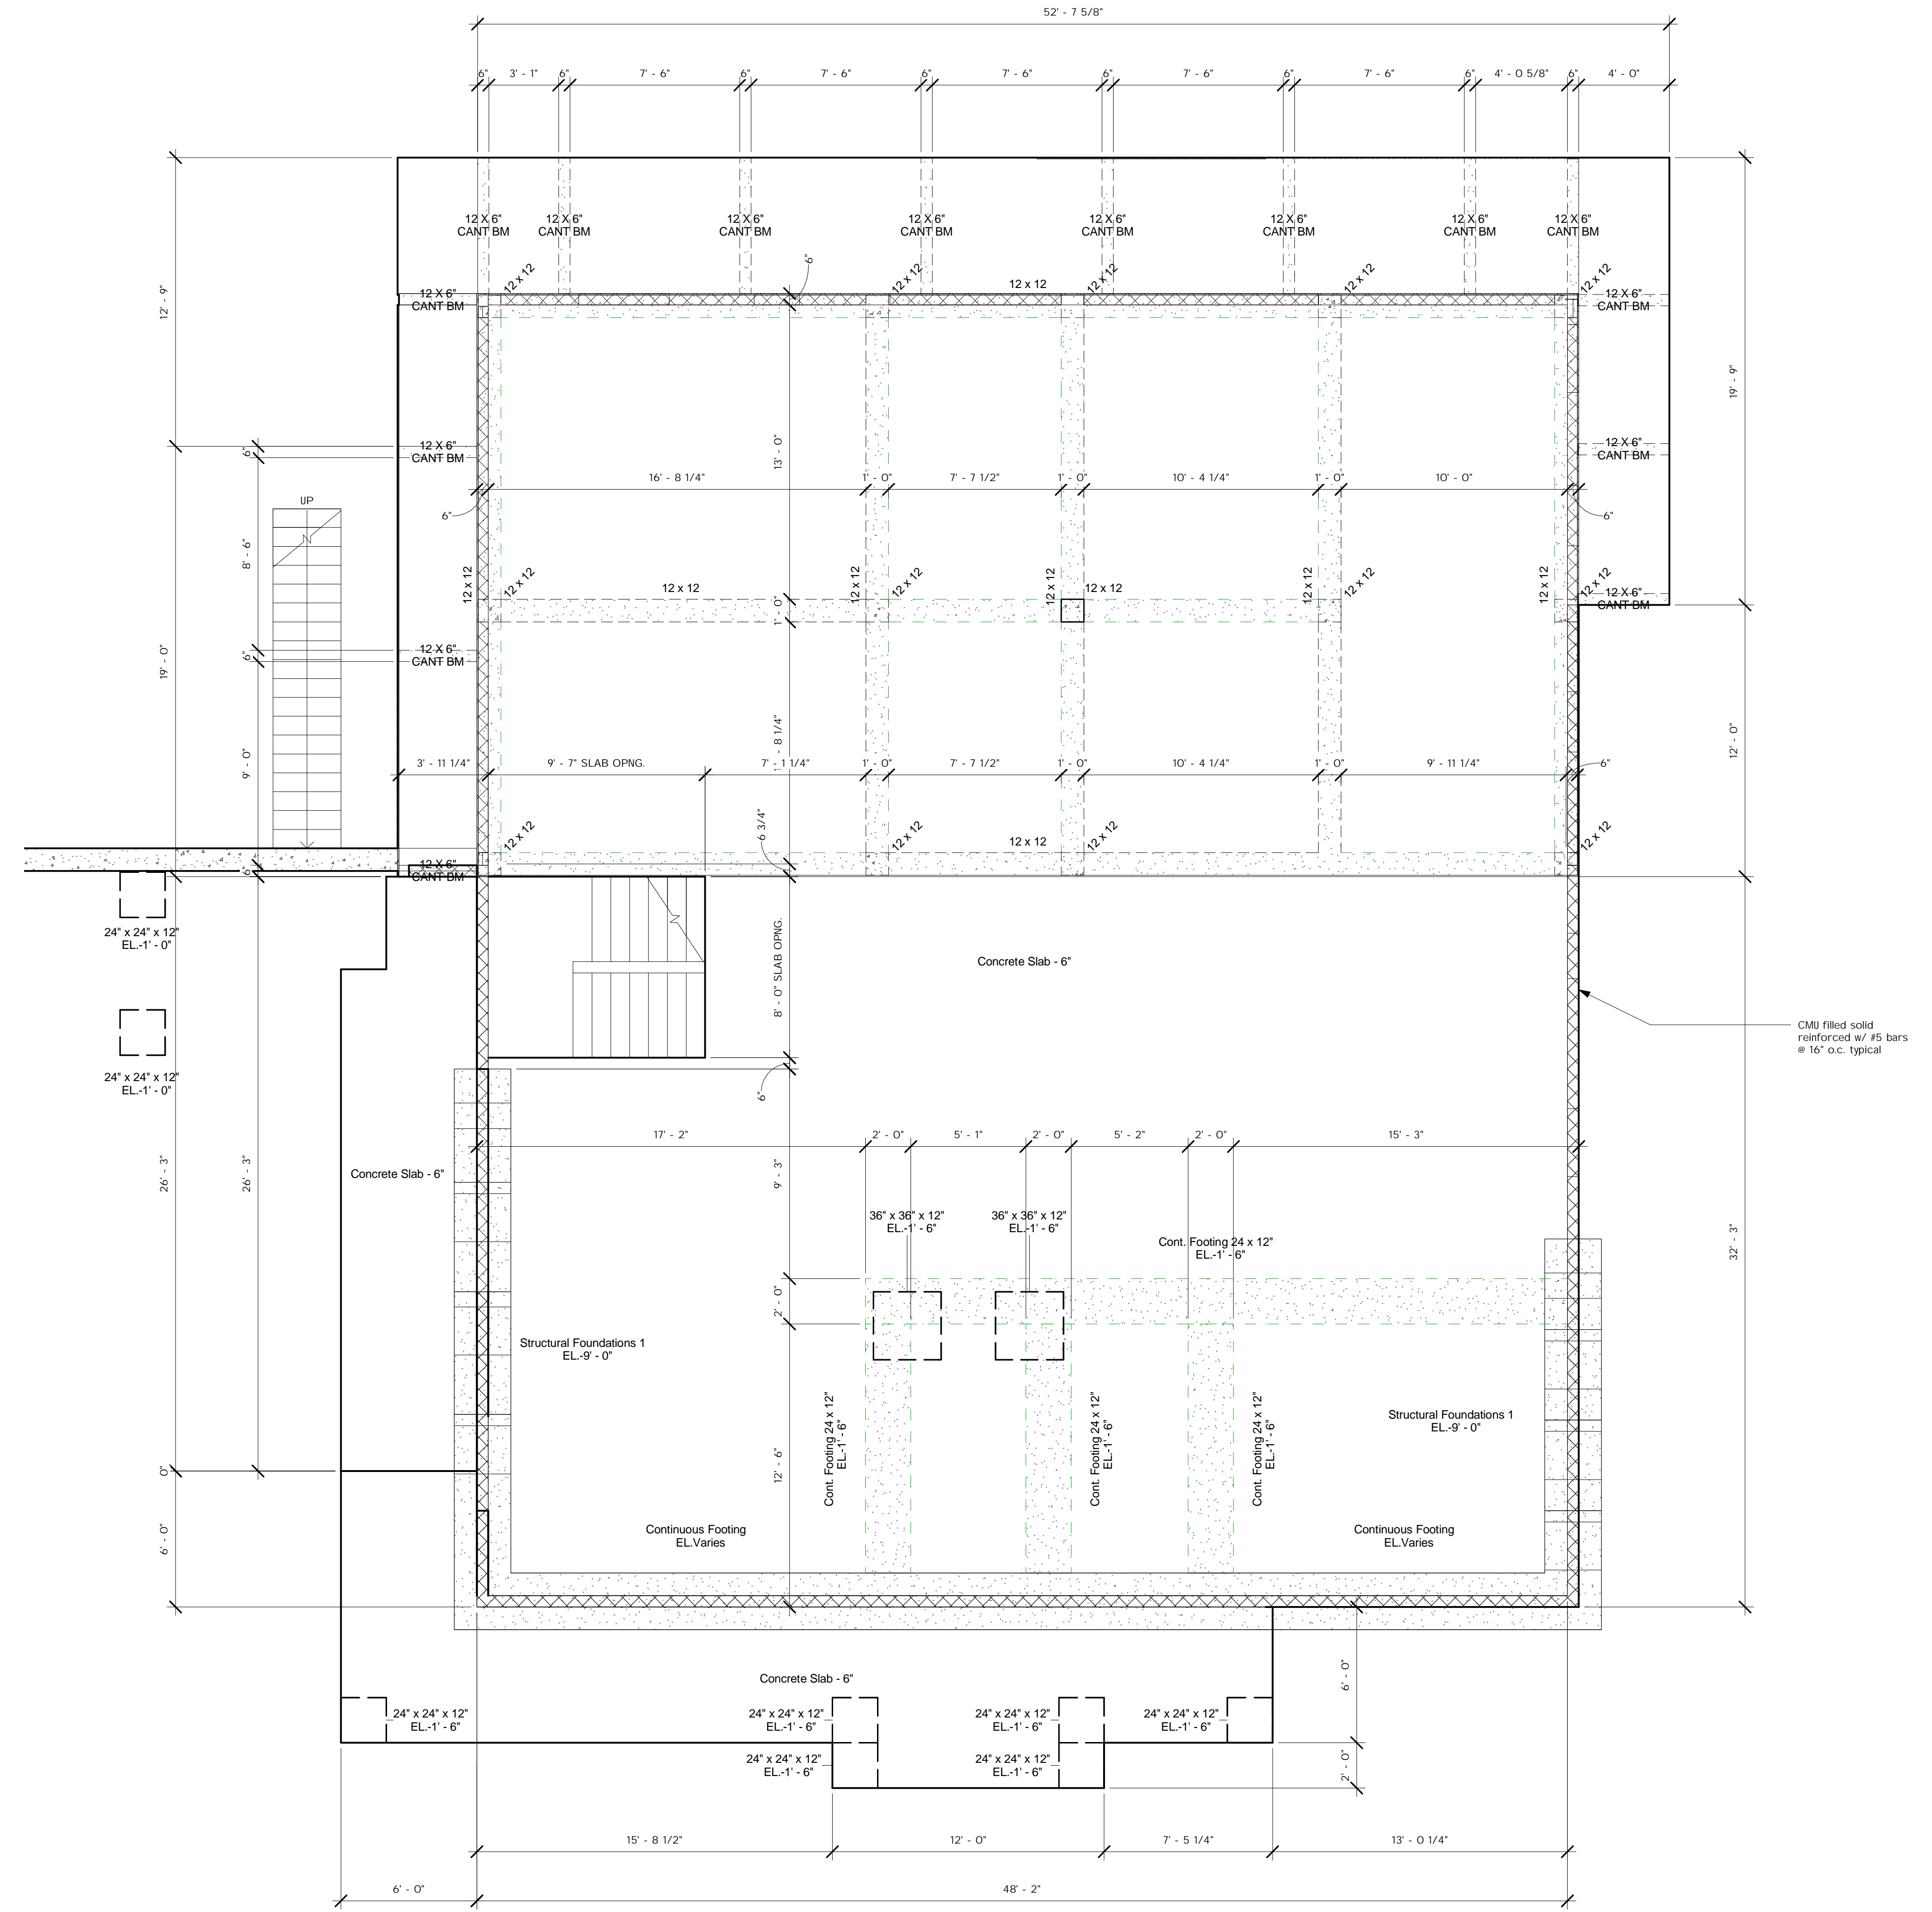 52' - 7 5/8"
6" 3' - 1" 6" 7' - 6" 6" 7' - 6" 6" 7' - 6" 6" 7' - 6" 6" 7' - 6" 6" 4' - 0 5/8" 6" 4' - 0"
12 X 6" 12 X 6" 12 X 6" 12 X 6" 12 X 6" 12 X 6" 12 X 6" 12 X 6"
CANT BM CANT BM CANT BM CANT BM CANT BM CANT BM CANT BM CANT BM
6"
12 x 12 12 x 12 12 x 12 12 x 12 12 x 12 12 x 12
12 X 6" 12 X 6"
CANT BM CANT BM
12' - 9"
19' - 9"
13' - 0"
12 X 6" 12 X 6"
6"
CANT BM CANT BM
16' - 8 1/4" 1' - 0" 7' - 7 1/2" 1' - 0" 10' - 4 1/4" 1' - 0" 10' - 0"
UP
6" 6"
8' - 6"
12 x 12 12 x 12 12 x 12 12 x 12 12 x 12
12 x 12 12 x 12 12 x 12 12 x 12
12 x 12 12 x 12
12 X 6"
CANT BM
1' - 0"
19' - 0"
6"
12 X 6"
CANT BM
8 1/4"
12' - 0"
9' - 0"
3' - 11 1/4" 9' - 7" SLAB OPNG. 7' - 1 1/4" 1' - 0" 7' - 7 1/2" 1' - 0" 10' - 4 1/4" 1' - 0" 9' - 11 1/4" 6"
6 3/4"
12 x 12 12 x 12 12 x 12 12 x 12 12 x 12
12 X 6"
6"
CANT BM
24" x 24" x 12"
EL.-1' - 0"
8' - 0" SLAB OPNG.
Concrete Slab - 6"
CMU filled solid
reinforced w/ #5 bars
@ 16" o.c. typical
24" x 24" x 12"
EL.-1' - 0"
6"
17' - 2" 2' - 0" 5' - 1" 2' - 0" 5' - 2" 2' - 0" 15' - 3"
26' - 3" 26' - 3"
Concrete Slab - 6"
9' - 3"
36" x 36" x 12" 36" x 36" x 12"
EL.-1' - 6" EL.-1' - 6"
Cont. Footing 24 x 12"
EL.-1' - 6"
32' - 3"
2' - 0"
Structural Foundations 1
EL.-9' - 0"
Structural Foundations 1
EL.-9' - 0"
Cont. Footing 24 x 12"
EL.-1' - 6"
Cont. Footing 24 x 12"
EL.-1' - 6"
Cont. Footing 24 x 12"
EL.-1' - 6"
12' - 6"
0"
6' - 0"
Continuous Footing
EL.Varies
Continuous Footing
EL.Varies
Concrete Slab - 6"
6' - 0"
24" x 24" x 12" 24" x 24" x 12" 24" x 24" x 12" 24" x 24" x 12"
EL.-1' - 6" EL.-1' - 6" EL.-1' - 6" EL.-1' - 6"
24" x 24" x 12" 24" x 24" x 12"
EL.-1' - 6" EL.-1' - 6"
2' - 0"
15' - 8 1/2" 12' - 0" 7' - 5 1/4" 13' - 0 1/4"
6' - 0" 48' - 2"